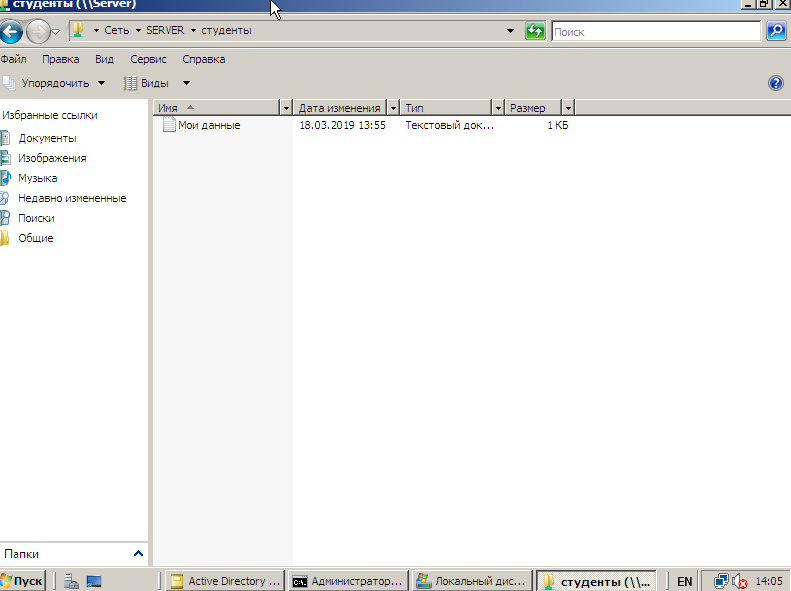 студенты (\\Server)
Сеть SERVER студенты
Поиск
Файл Правка Вид Сервис Справка
Упорядочить Виды
Избранные ссылки
Документы
Изображения
Музыка
Недавно измененные
Поиски
Общие
Имя Дата изменения Тип Размер
Мои данные 18.03.2019 13:55 Текстовый док... 1 КБ
Папки
Пуск Active Directory ... Администратор... Локальный дис... студенты (\\... EN 14:05